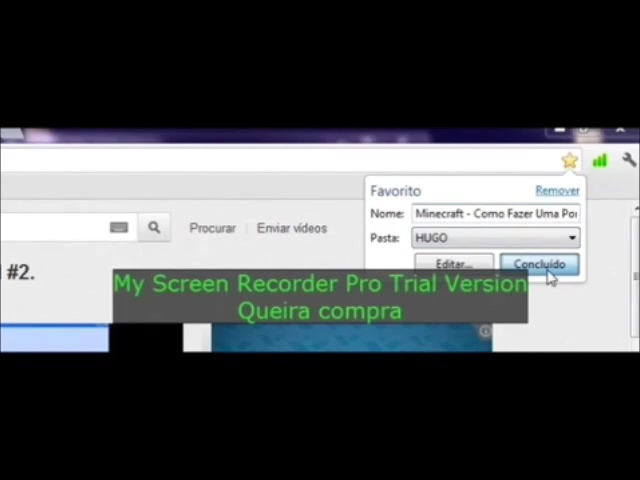 Favorito Remover
Nome: Minecraft - Como Fazer Uma Por
Procurar Enviar vídeos
Pasta: HUGO
#2.
Editar... Concluído
My Screen Recorder Pro Trial Version
Queira compra